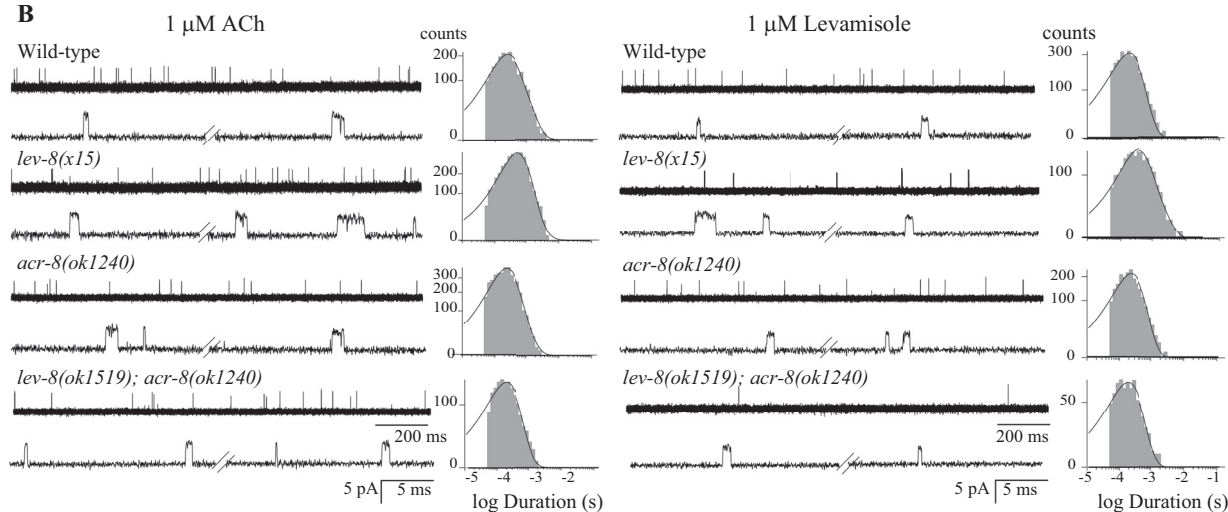 B
1 μM ACh
counts
1 μM Levamisole
counts
Wild-type
200
100
0
Wild-type
300
100
0
lev-8(x15)
200
100
0
lev-8(x15)
100
0
acr-8(ok1240)
300
200
100
0
acr-8(ok1240)
200
100
0
lev-8(ok1519); acr-8(ok1240)
100
0
lev-8(ok1519); acr-8(ok1240)
50
0
200 ms
200 ms
5 pA
5 ms
-5 -4 -3 -2 -1
log Duration (s)
5 pA
5 ms
-5 -4 -3 -2 -1
log Duration (s)